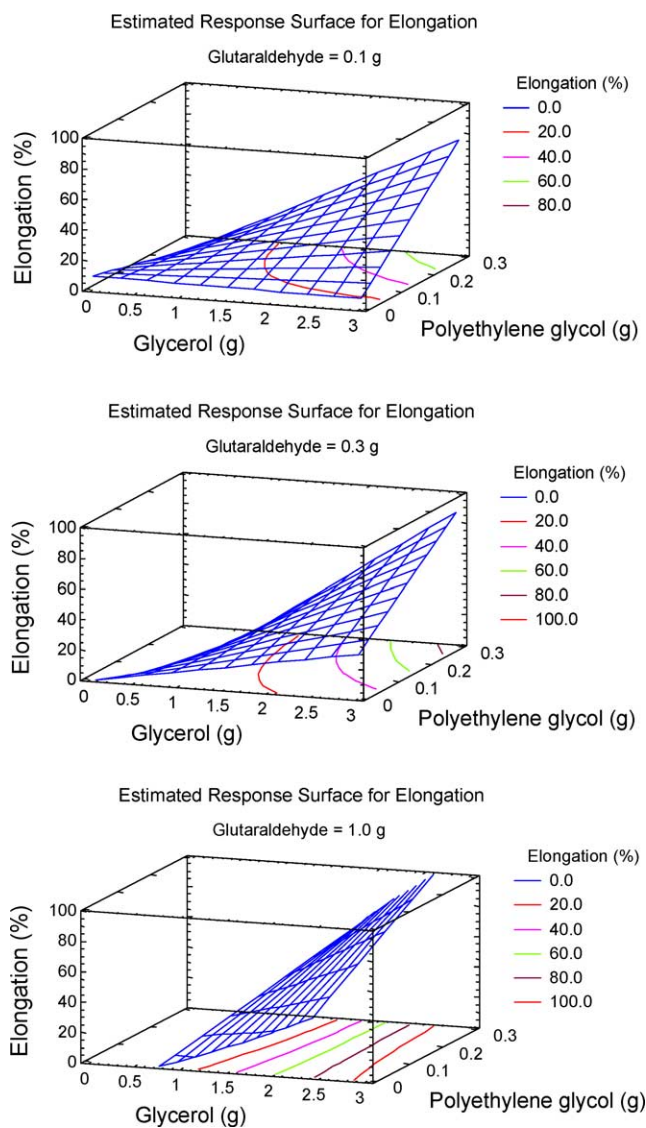 Estimated Response Surface for Elongation
Glutaraldehyde = 0.1 g
Elongation (%)
0.0
20.0
40.0
60.0
80.0
Elongation (%)
100
80
60
40
20
0
0 0.5 1 1.5 2 2.5 3
Glycerol (g)
0 0.1 0.2 0.3
Polyethylene glycol (g)
Estimated Response Surface for Elongation
Glutaraldehyde = 0.3 g
Elongation (%)
0.0
20.0
40.0
60.0
80.0
100.0
Elongation (%)
100
80
60
40
20
0
0 0.5 1 1.5 2 2.5 3
Glycerol (g)
0 0.1 0.2 0.3
Polyethylene glycol (g)
Estimated Response Surface for Elongation
Glutaraldehyde = 1.0 g
Elongation (%)
0.0
20.0
40.0
60.0
80.0
100.0
Elongation (%)
100
80
60
40
20
0
0 0.5 1 1.5 2 2.5 3
Glycerol (g)
0 0.1 0.2 0.3
Polyethylene glycol (g)